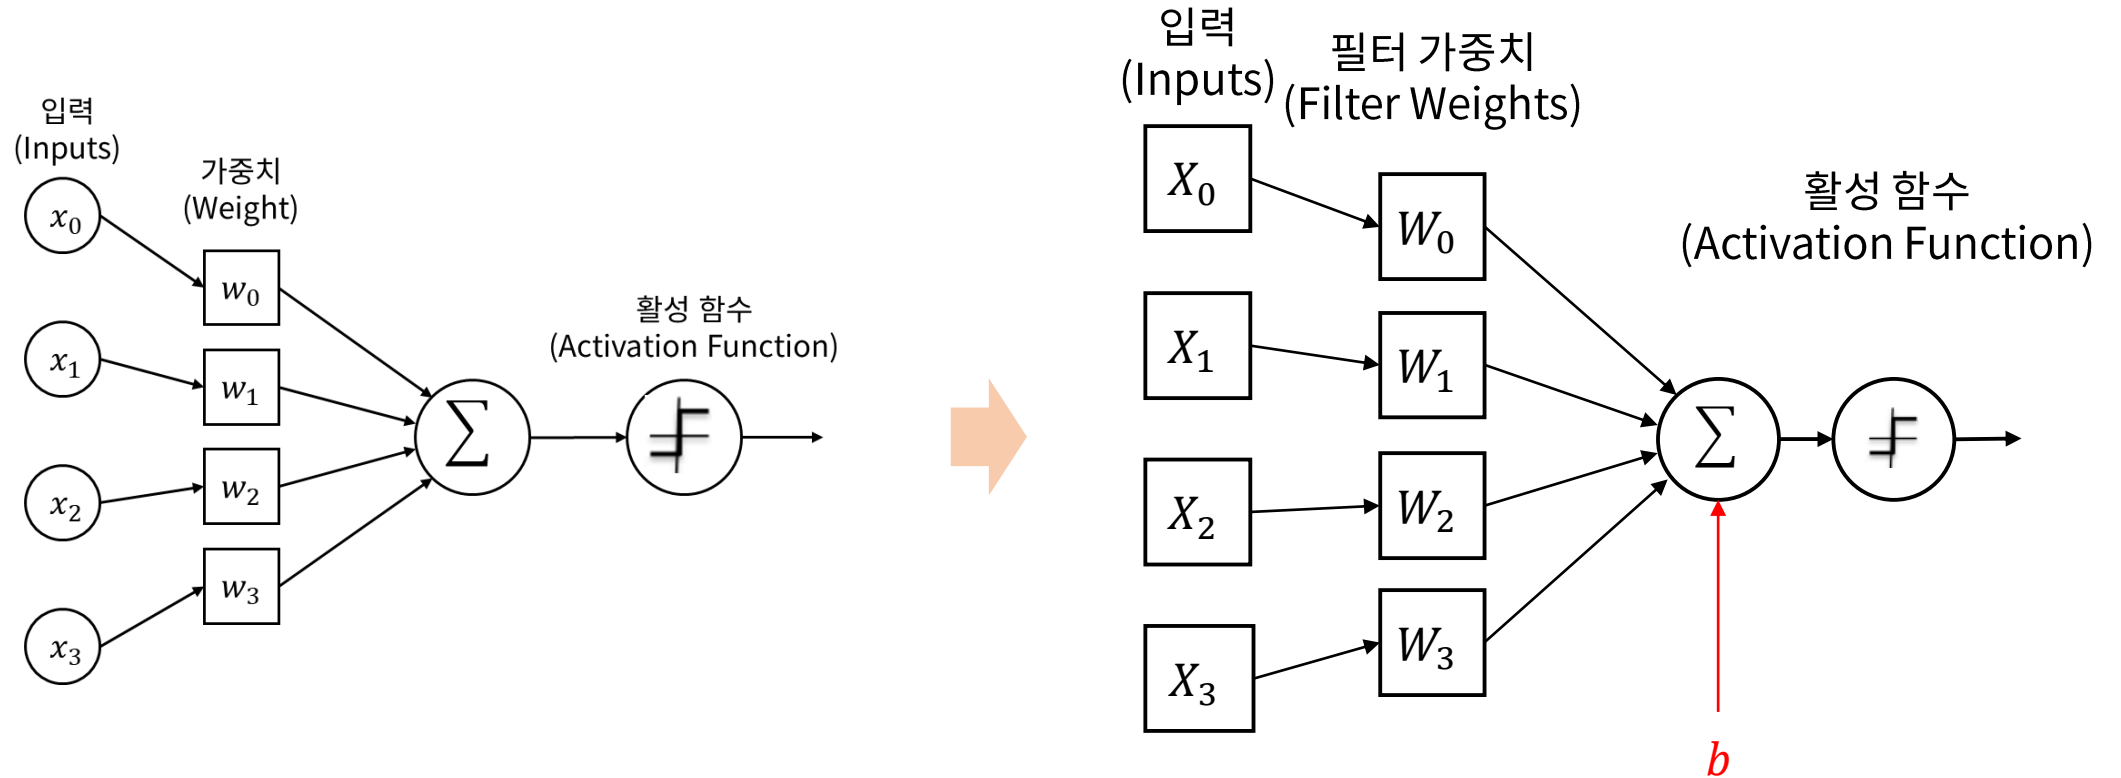 입력
(Inputs)
가중치
(Weight)
x₀
x₁
x₂
x₃
w₀
w₁
w₂
w₃
∑
활성 함수
(Activation Function)
입력
(Inputs)
필터 가중치
(Filter Weights)
X₀
X₁
X₂
X₃
W₀
W₁
W₂
W₃
∑
활성 함수
(Activation Function)
b